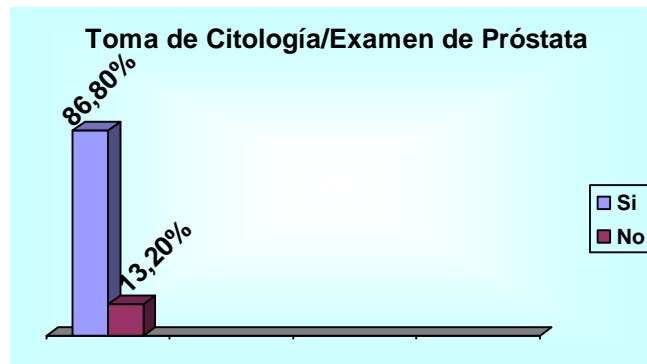 Toma de Citología/Examen de Próstata
86,80%
13,20%
Si
No